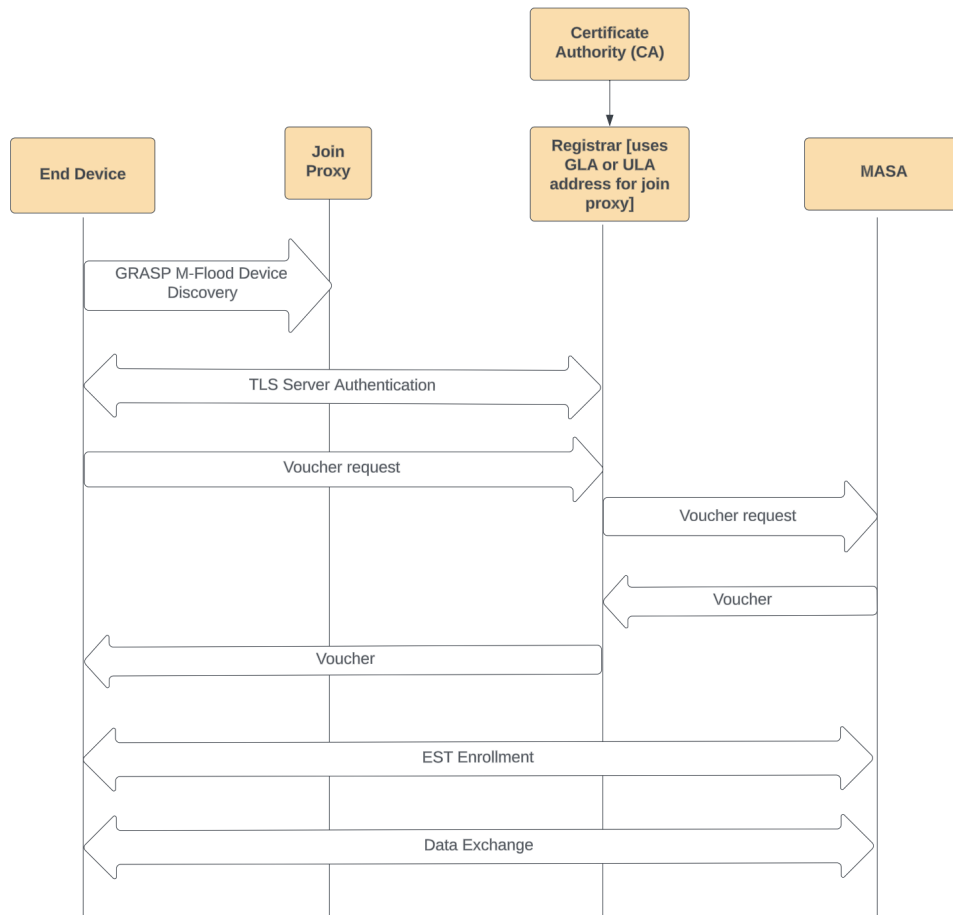 Certificate
Authority (CA)
End Device
Join
Proxy
Registrar [uses
GLA or ULA
address for join
proxy]
MASA
GRASP M-Flood Device
Discovery
TLS Server Authentication
Voucher request
Voucher request
Voucher
Voucher
EST Enrollment
Data Exchange